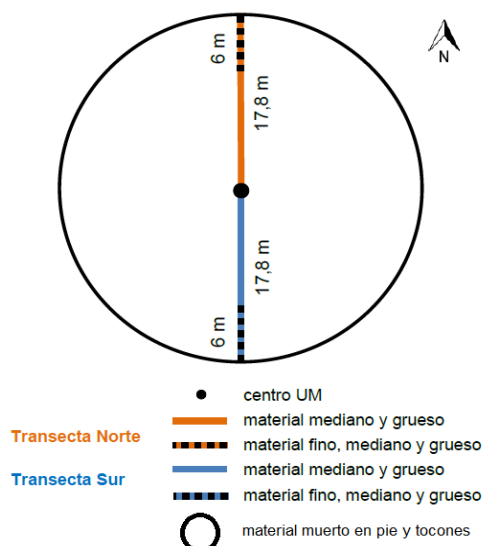 6 m
N
17,8 m
17,8 m
6 m
centro UM
Transecta Norte
material mediano y grueso
material fino, mediano y grueso
Transecta Sur
material mediano y grueso
material fino, mediano y grueso
material muerto en pie y tocones